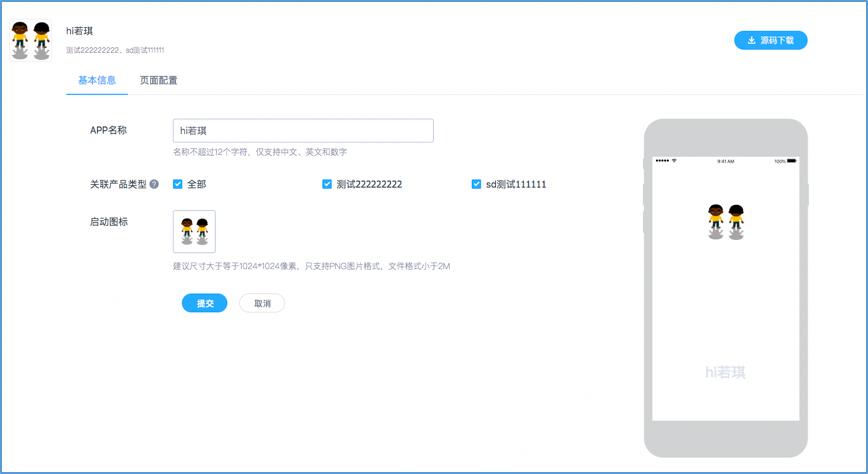 hi若琪
测试222222222、sd测试111111
源码下载
基本信息 页面配置
APP名称 hi若琪
名称不超过12个字符，仅支持中文、英文和数字
关联产品类型 ? 全部 测试222222222 sd测试111111
启动图标
建议尺寸大于等于1024*1024像素，只支持PNG图片格式，文件格式小于2M
提交 取消
9:41 AM 100%
hi若琪